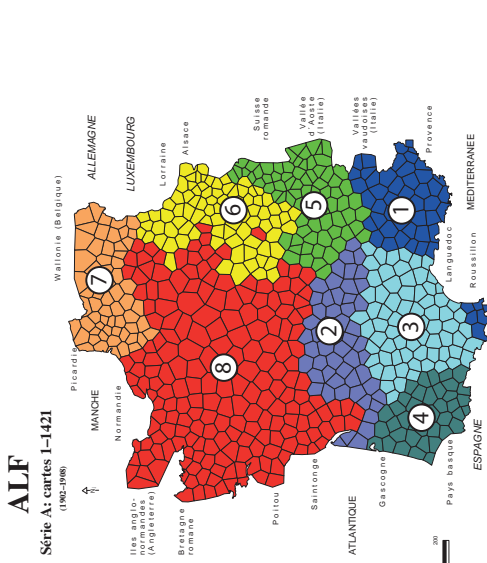 ALF
Série A: cartes 1–1421
(1902–1908)
N
Wallonie (Belgique)
ALLEMAGNE
LUXEMBOURG
Lorraine
Alsace
Suisse
romande
Vallée
d'Aoste
(Italie)
Vallées
vaudoises
(Italie)
Provence
MEDITERRANEE
Languedoc
Roussillon
Picardie
MANCHE
Normandie
Iles anglo-
normandes
(Angleterre)
Bretagne
romane
Poitou
Saintonge
ATLANTIQUE
Gascogne
Pays basque
ESPAGNE
7
6
5
1
8
2
3
4
200